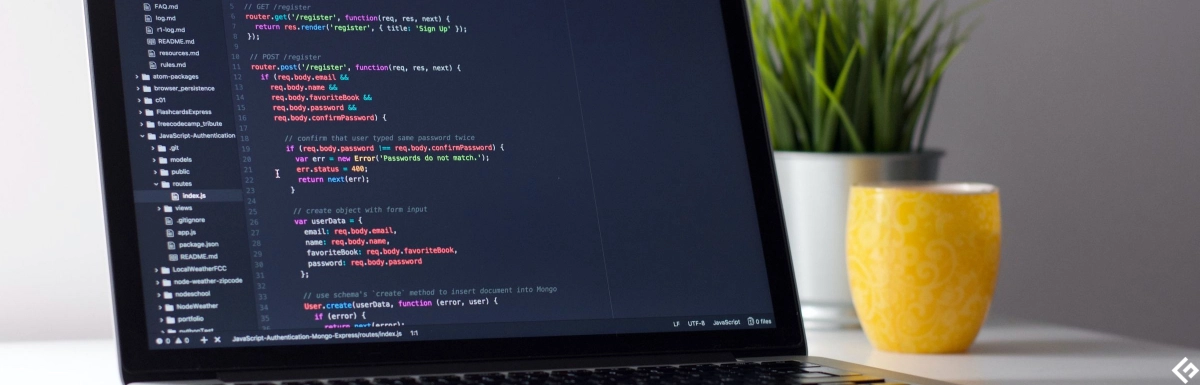 FAQ.md
log.md
r1-log.md
README.md
resources.md
rules.md
atom-packages
browser_persistence
c01
FlashcardsExpress
freecodecamp_tribute
JavaScript-Authentication
.git
models
public
routes
index.js
views
.gitignore
app.js
package.json
README.md
LocalWeatherFCC
node-weather-zipcode
nodeschool
NodeWeather
portfolio
pythonTest
5 // GET /register
6 router.get('/register', function(req, res, next) {
7 return res.render('register', { title: 'Sign Up' });
8 });
9
10 // POST /register
11 router.post('/register', function(req, res, next) {
12 if (req.body.email &&
13 req.body.name &&
14 req.body.favoriteBook &&
15 req.body.password &&
16 req.body.confirmPassword) {
17
18 // confirm that user typed same password twice
19 if (req.body.password !== req.body.confirmPassword) {
20 var err = new Error('Passwords do not match.');
21 err.status = 400;
22 return next(err);
23 }
24
25 // create object with form input
26 var userData = {
27 email: req.body.email,
28 name: req.body.name,
29 favoriteBook: req.body.favoriteBook,
30 password: req.body.password
31 };
32
33 // use schema's `create` method to insert document into Mongo
34 User.create(userData, function (error, user) {
35 if (error) {
36 return next(error);
0 0 + × JavaScript-Authentication-Mongo-Express/routes/index.js 1:1 LF UTF-8 JavaScript 0 files